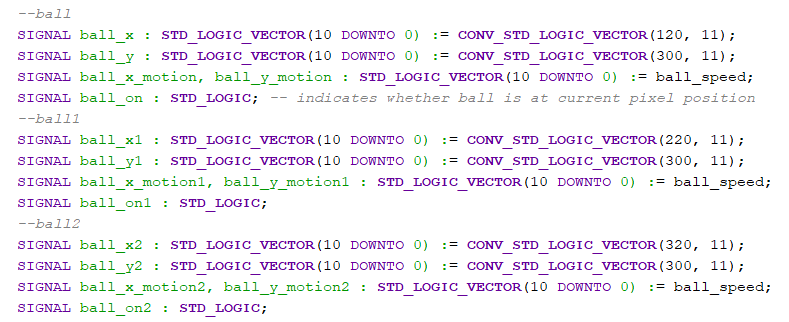 --ball
SIGNAL ball_x : STD_LOGIC_VECTOR(10 DOWNTO 0) := CONV_STD_LOGIC_VECTOR(120, 11);
SIGNAL ball_y : STD_LOGIC_VECTOR(10 DOWNTO 0) := CONV_STD_LOGIC_VECTOR(300, 11);
SIGNAL ball_x_motion, ball_y_motion : STD_LOGIC_VECTOR(10 DOWNTO 0) := ball_speed;
SIGNAL ball_on : STD_LOGIC; -- indicates whether ball is at current pixel position
--ball1
SIGNAL ball_x1 : STD_LOGIC_VECTOR(10 DOWNTO 0) := CONV_STD_LOGIC_VECTOR(220, 11);
SIGNAL ball_y1 : STD_LOGIC_VECTOR(10 DOWNTO 0) := CONV_STD_LOGIC_VECTOR(300, 11);
SIGNAL ball_x_motion1, ball_y_motion1 : STD_LOGIC_VECTOR(10 DOWNTO 0) := ball_speed;
SIGNAL ball_on1 : STD_LOGIC;
--ball2
SIGNAL ball_x2 : STD_LOGIC_VECTOR(10 DOWNTO 0) := CONV_STD_LOGIC_VECTOR(320, 11);
SIGNAL ball_y2 : STD_LOGIC_VECTOR(10 DOWNTO 0) := CONV_STD_LOGIC_VECTOR(300, 11);
SIGNAL ball_x_motion2, ball_y_motion2 : STD_LOGIC_VECTOR(10 DOWNTO 0) := ball_speed;
SIGNAL ball_on2 : STD_LOGIC;